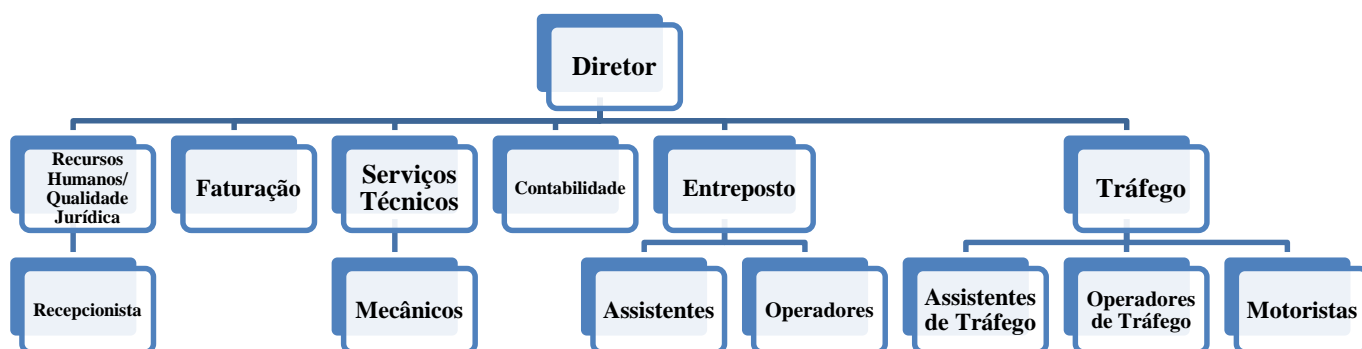 Diretor
Recursos
Humanos/
Qualidade
Jurídica
Faturação
Serviços
Técnicos
Contabilidade
Entreposto
Tráfego
Recepcionista
Mecânicos
Assistentes
Operadores
Assistentes
de Tráfego
Operadores
de Tráfego
Motoristas